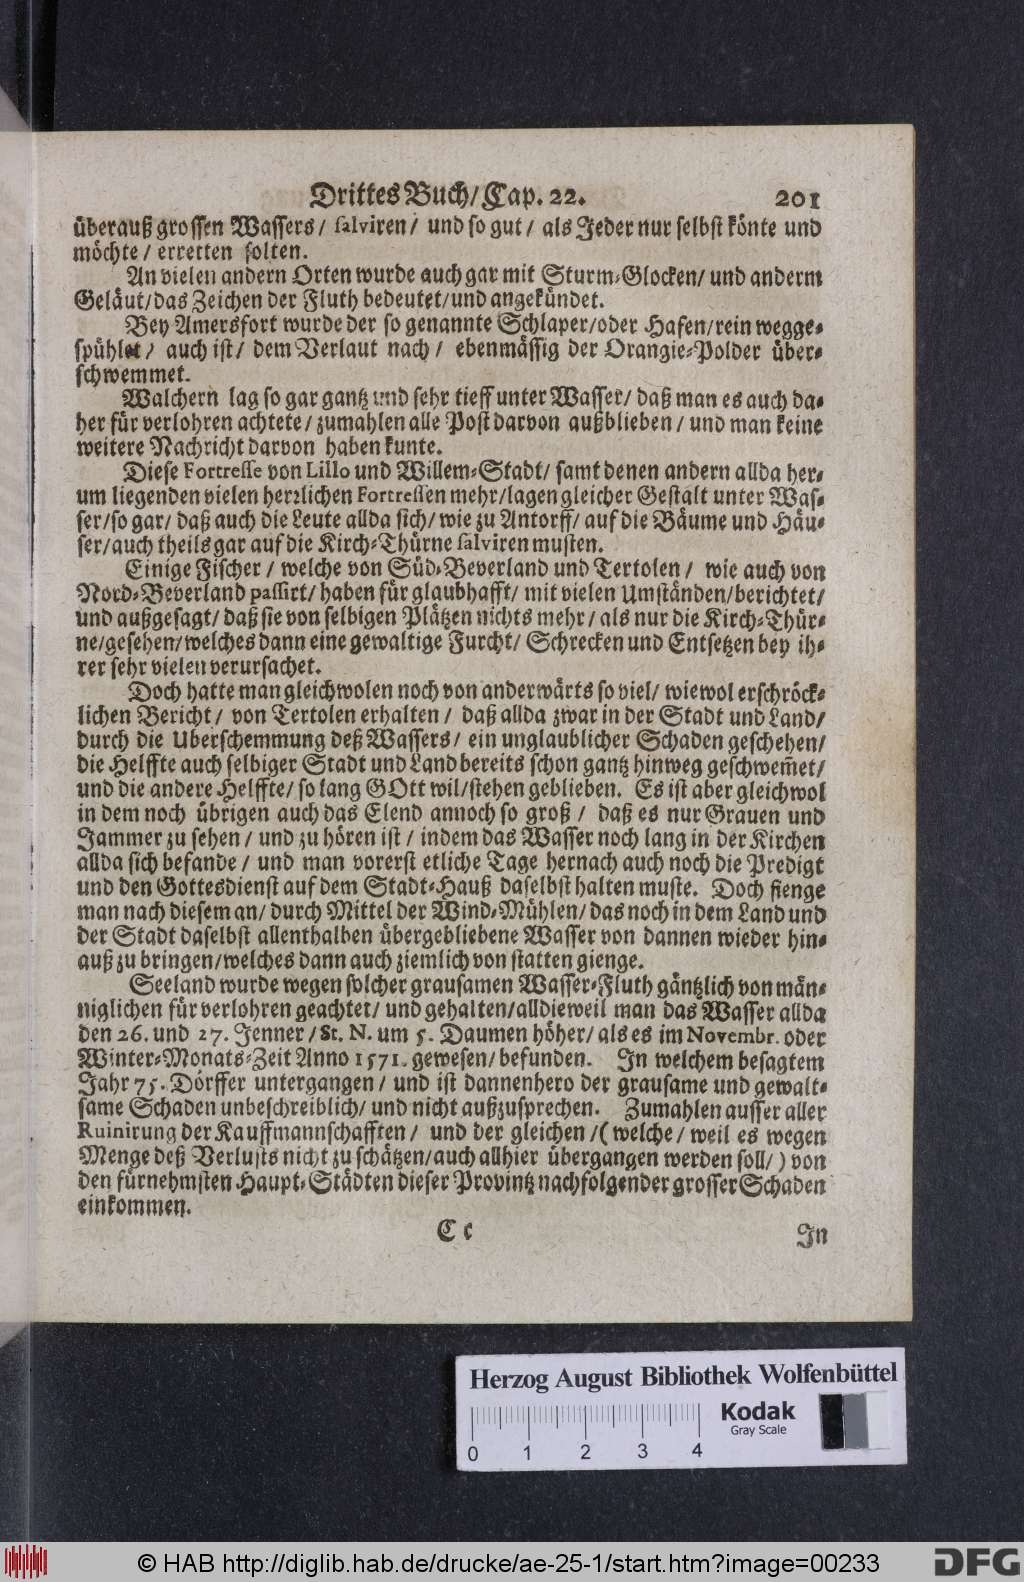 Drittes Buch/ Cap. 22. 201
überauß grossen Wassers/ salviren/ und so gut/ als Jeder nur selbst könte und
möchte/ erretten solten.
An vielen andern Orten wurde auch gar mit Sturm-Glocken/ und anderm
Geläut/ das Zeichen der Fluth bedeutet/ und angekündet.
Bey Amersfort wurde der so genannte Schlaper/ oder Hafen/ rein wegge-
spühlet/ auch ist/ dem Verlaut nach/ ebenmässig der Orangie-Polder über-
schwemmet.
Walchern lag so gar gantz und sehr tieff unter Wasser/ daß man es auch da-
her für verlohren achtete/ zumahlen alle Post darvon außblieben/ und man keine
weitere Nachricht darvon haben kunte.
Diese Fortresse von Lillo und Willem-Stadt/ samt denen andern allda her-
um liegenden vielen herrlichen Fortressen mehr/ lagen gleicher Gestalt unter Was-
ser/ so gar/ daß auch die Leute allda sich/ wie zu Antorff/ auf die Bäume und Häu-
ser/ auch theils gar auf die Kirch-Thürne salviren musten.
Einige Fischer/ welche von Süd-Beverland und Tertolen/ wie auch von
Nord-Beverland passirt/ haben für glaubhafft/ mit vielen Umständen/ berichtet/
und außgesagt/ daß sie von selbigen Plätzen nichts mehr/ als nur die Kirch-Thür-
ne/ gesehen/ welches dann eine gewaltige Furcht/ Schrecken und Entsetzen bey ih-
rer sehr vielen verursachet.
Doch hatte man gleichwolen noch von anderwärts so viel/ wiewol erschröck-
lichen Bericht/ von Tertolen erhalten/ daß allda zwar in der Stadt und Land/
durch die Uberschemmung deß Wassers/ ein unglaublicher Schaden geschehen/
die Helffte auch selbiger Stadt und Land bereits schon gantz hinweg geschwem̃et/
und die andere Helffte/ so lang GOtt wil/ stehen geblieben. Es ist aber gleichwol
in dem noch übrigen auch das Elend annoch so groß/ daß es nur Grauen und
Jammer zu sehen/ und zu hören ist/ indem das Wasser noch lang in der Kirchen
allda sich befande/ und man vorerst etliche Tage hernach auch noch die Predigt
und den Gottesdienst auf dem Stadt-Hauß daselbst halten muste. Doch fienge
man nach diesem an/ durch Mittel der Wind-Mühlen/ das noch in dem Land und
der Stadt daselbst allenthalben übergebliebene Wasser von dannen wieder hin-
auß zu bringen/ welches dann auch ziemlich von statten gienge.
Seeland wurde wegen solcher grausamen Wasser-Fluth gäntzlich von män-
niglichen für verlohren geachtet/ und gehalten/ alldieweil man das Wasser allda
den 26. und 27. Jenner/ St. N. um 5. Daumen höher/ als es im Novembr. oder
Winter-Monats-Zeit Anno 1571. gewesen/ befunden. In welchem besagtem
Jahr 75. Dörffer untergangen/ und ist dannenhero der grausame und gewalt-
same Schaden unbeschreiblich/ und nicht außzusprechen. Zumahlen ausser aller
Ruinirung der Kauffmannschafften/ und der gleichen/ (welche/ weil es wegen
Menge deß Verlusts nicht zu schätzen/ auch allhier übergangen werden soll/) von
den fürnehmsten Haupt-Städten dieser Provintz nachfolgender grosser Schaden
einkommen.
C c In
Herzog August Bibliothek Wolfenbüttel
Kodak
Gray Scale
0 1 2 3 4
© HAB http://diglib.hab.de/drucke/ae-25-1/start.htm?image=00233
DFG